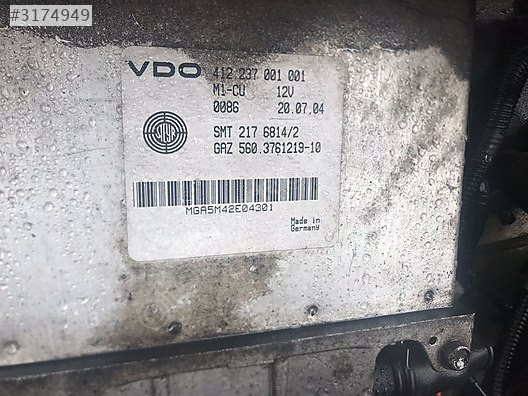 #3174949
VDO 412.237 001 001
M1-CU 12V
0086 20.07.04
STEYR
SMT 217 6814/2
GAZ 560.3761219-10
MGA5M42E04301
Made in
Germany